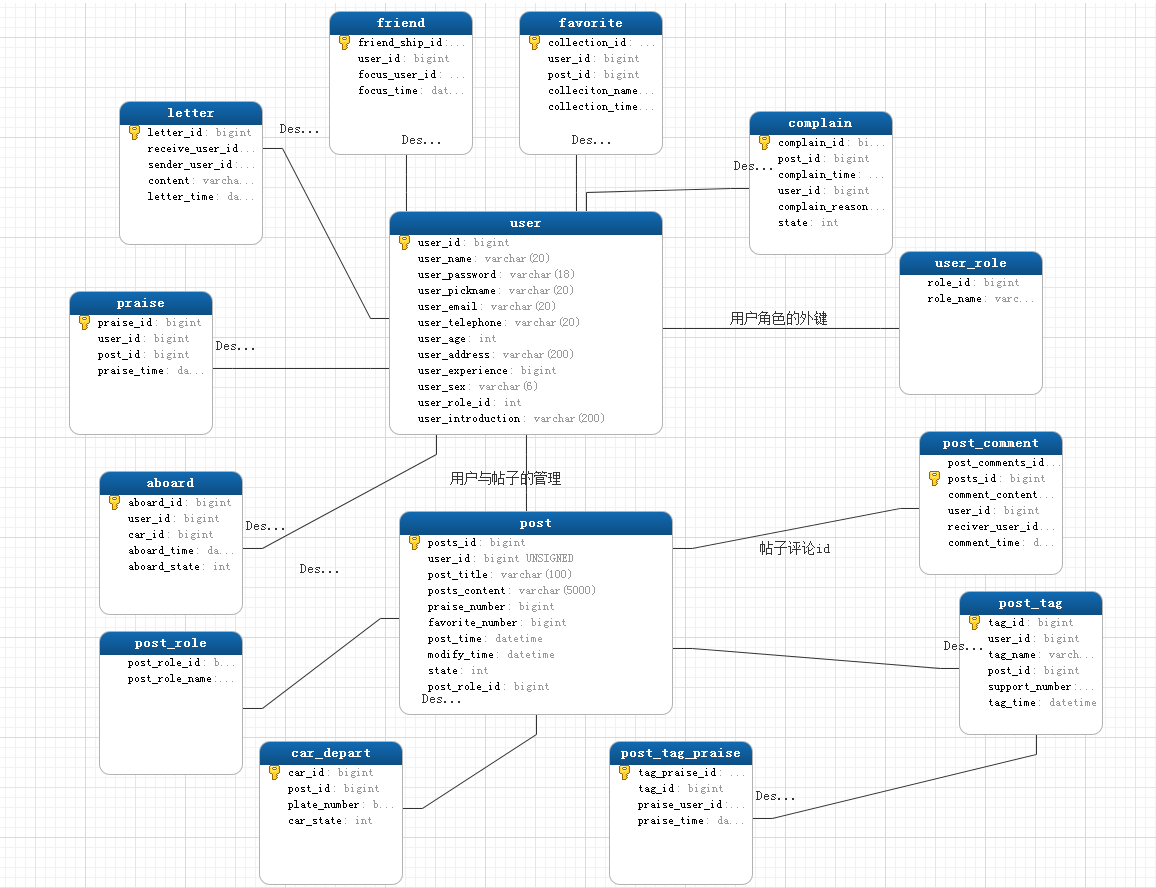 friend
friend_ship_id: ...
user_id: bigint
focus_user_id: ...
focus_time: dat...
Des...
favorite
collection_id: ...
user_id: bigint
post_id: bigint
colleciton_name...
collection_time...
Des...
letter
letter_id: bigint
receive_user_id...
sender_user_id:...
content: varcha...
letter_time: da...
Des...
complain
complain_id: bi...
post_id: bigint
complain_time: ...
user_id: bigint
complain_reason...
state: int
Des...
user
user_id: bigint
user_name: varchar(20)
user_password: varchar(18)
user_pickname: varchar(20)
user_email: varchar(20)
user_telephone: varchar(20)
user_age: int
user_address: varchar(200)
user_experience: bigint
user_sex: varchar(6)
user_role_id: int
user_introduction: varchar(200)
user_role
role_id: bigint
role_name: varc...
用户角色的外键
praise
praise_id: bigint
user_id: bigint
post_id: bigint
praise_time: da...
Des...
post_comment
post_comments_id...
posts_id: bigint
comment_content...
user_id: bigint
reciver_user_id...
comment_time: d...
用户与帖子的管理
aboard
aboard_id: bigint
user_id: bigint
car_id: bigint
aboard_time: da...
aboard_state: int
Des...
Des...
post
posts_id: bigint
user_id: bigint UNSIGNED
post_title: varchar(100)
posts_content: varchar(5000)
praise_number: bigint
favorite_number: bigint
post_time: datetime
modify_time: datetime
state: int
post_role_id: bigint
Des...
帖子评论id
post_tag
tag_id: bigint
user_id: bigint
tag_name: varch...
post_id: bigint
support_number:...
tag_time: datetime
Des...
post_role
post_role_id: b...
post_role_name:...
car_depart
car_id: bigint
post_id: bigint
plate_number: b...
car_state: int
post_tag_praise
tag_praise_id: ...
tag_id: bigint
praise_user_id:...
praise_time: da...
Des...